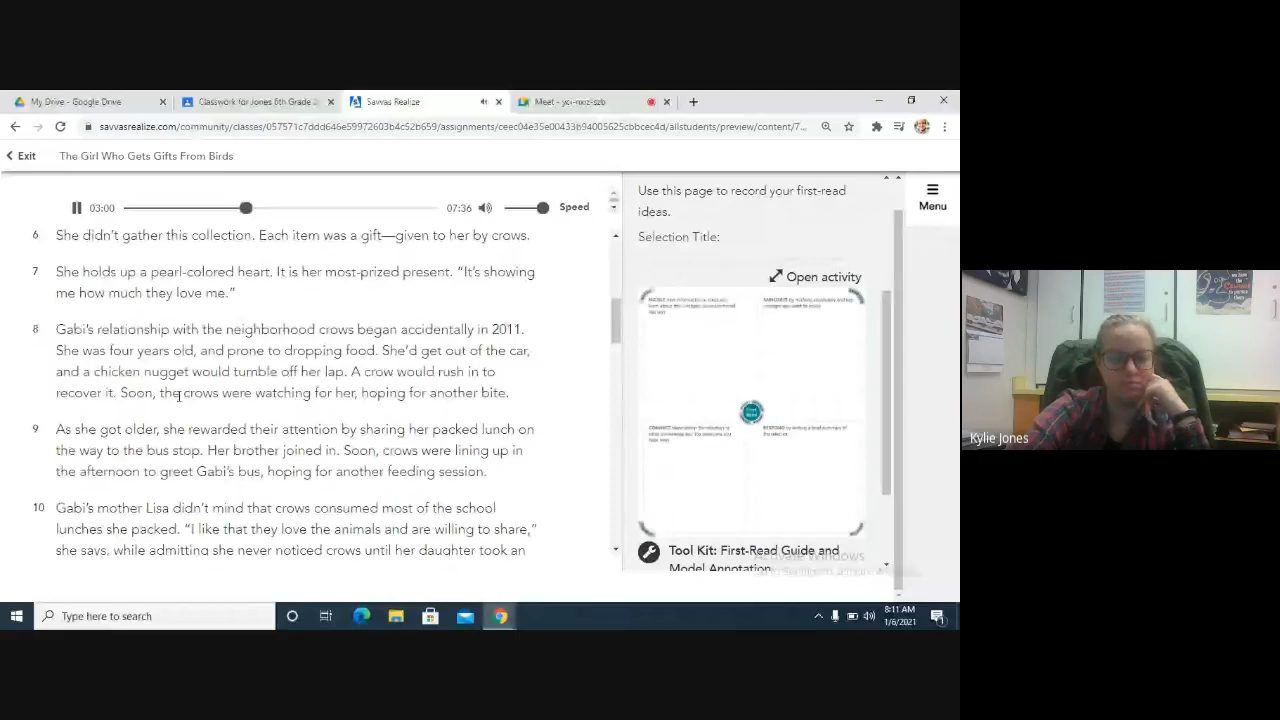 My Drive - Google Drive
Classwork for Jones 8th Grade
Savvas Realize
Meet - yci-nxiz-szb
savvasrealize.com/community/classes/057571c7ddd646e59972603b4c52b659/assignments/ceec04e35e00433b94005625cbbcec4d/allstudents/preview/content/7...
Exit
The Girl Who Gets Gifts From Birds
03:00
07:36
Speed
6 She didn't gather this collection. Each item was a gift—given to her by crows.
7 She holds up a pearl-colored heart. It is her most-prized present. "It's showing
me how much they love me."
8 Gabi's relationship with the neighborhood crows began accidentally in 2011.
She was four years old, and prone to dropping food. She'd get out of the car,
and a chicken nugget would tumble off her lap. A crow would rush in to
recover it. Soon, the crows were watching for her, hoping for another bite.
9 As she got older, she rewarded their attention by sharing her packed lunch on
the way to the bus stop. Her brother joined in. Soon, crows were lining up in
the afternoon to greet Gabi's bus, hoping for another feeding session.
10 Gabi's mother Lisa didn't mind that crows consumed most of the school
lunches she packed. "I like that they love the animals and are willing to share,"
she says, while admitting she never noticed crows until her daughter took an
Use this page to record your first-read
ideas.
Selection Title:
Open activity
Tool Kit: First-Read Guide and
Model Annotation
Activate Windows
Menu
Type here to search
8:11 AM
1/6/2021
Kylie Jones